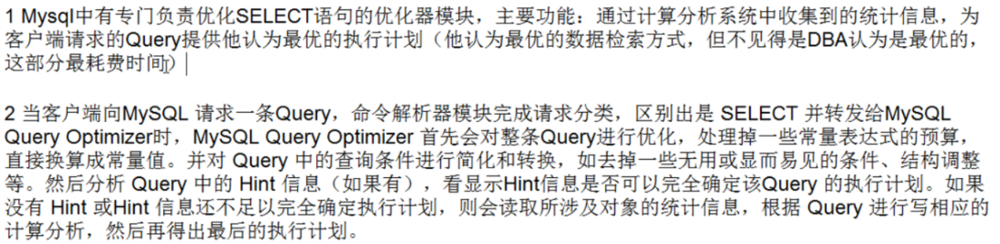 1 Mysql中有专门负责优化SELECT语句的优化器模块，主要功能：通过计算分析系统中收集到的统计信息，为
客户端请求的Query提供他认为最优的执行计划（他认为最优的数据检索方式，但不见得是DBA认为是最优的，
这部分最耗费时间）
2 当客户端向MySQL 请求一条Query，命令解析器模块完成请求分类，区别出是 SELECT 并转发给MySQL
Query Optimizer时，MySQL Query Optimizer 首先会对整条Query进行优化，处理掉一些常量表达式的预算，
直接换算成常量值。并对 Query 中的查询条件进行简化和转换，如去掉一些无用或显而易见的条件、结构调整
等。然后分析 Query 中的 Hint 信息（如果有），看显示Hint信息是否可以完全确定该Query 的执行计划。如果
没有 Hint 或Hint 信息还不足以完全确定执行计划，则会读取所涉及对象的统计信息，根据 Query 进行写相应的
计算分析，然后再得出最后的执行计划。